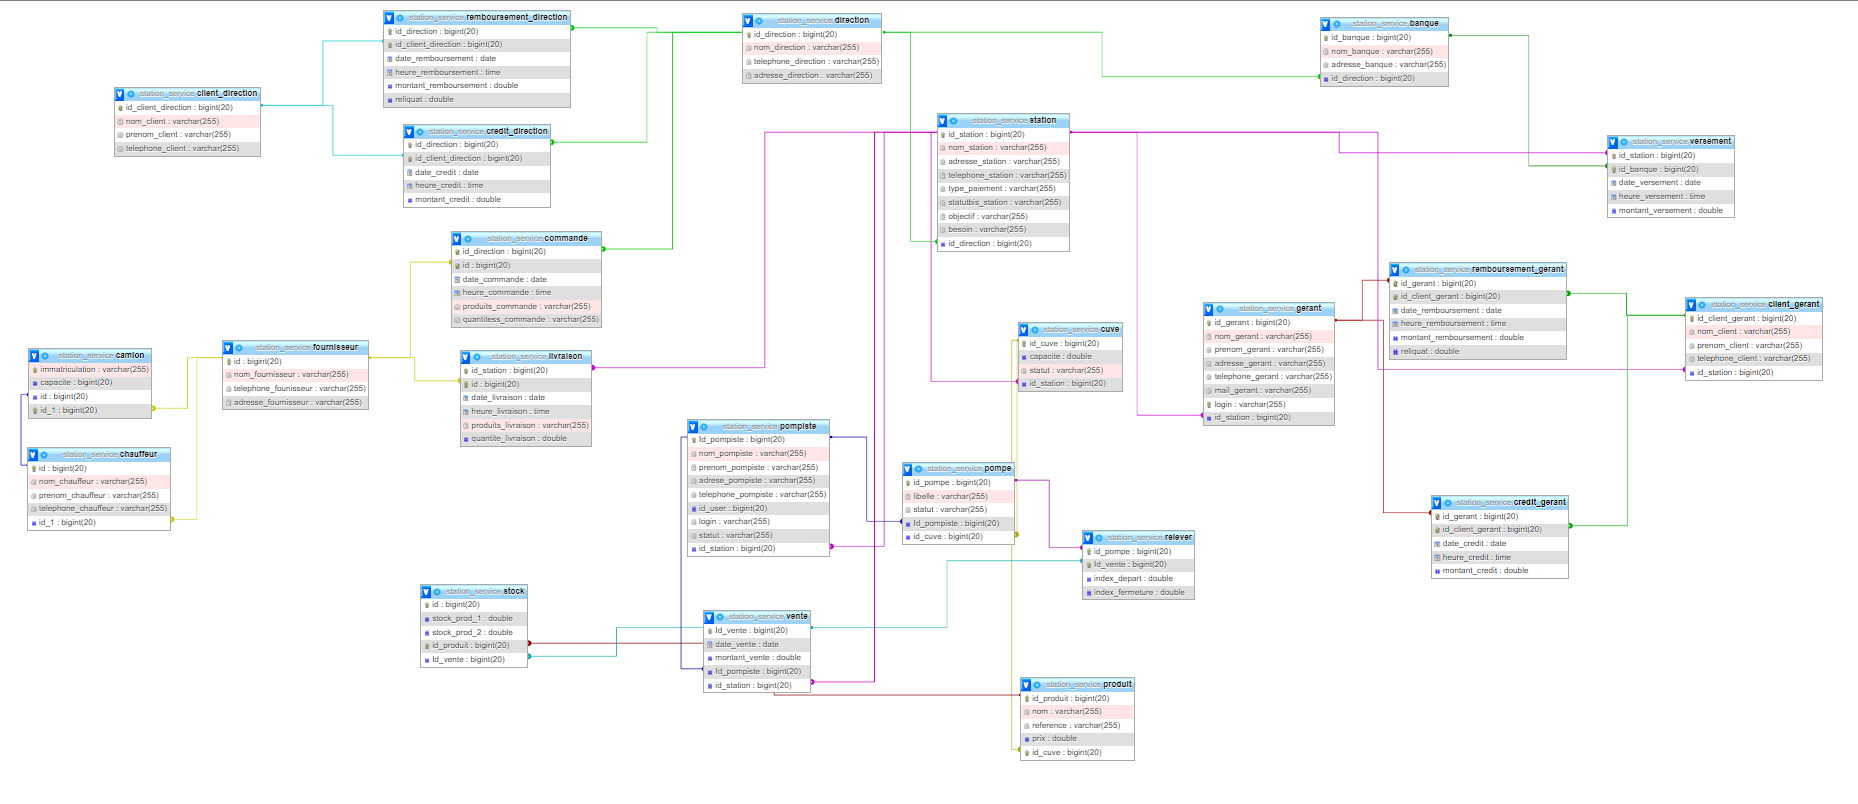 station_service remboursement_direction
id_direction : bigint(20)
id_client_direction : bigint(20)
date_remboursement : date
heure_remboursement : time
montant_remboursement : double
reliquat : double
station_service direction
id_direction : bigint(20)
nom_direction : varchar(255)
telephone_direction : varchar(255)
adresse_direction : varchar(255)
station_service banque
id_banque : bigint(20)
nom_banque : varchar(255)
adresse_banque : varchar(255)
id_direction : bigint(20)
station_service client_direction
id_client_direction : bigint(20)
nom_client : varchar(255)
prenom_client : varchar(255)
telephone_client : varchar(255)
station_service credit_direction
id_direction : bigint(20)
id_client_direction : bigint(20)
date_credit : date
heure_credit : time
montant_credit : double
station_service station
id_station : bigint(20)
nom_station : varchar(255)
adresse_station : varchar(255)
telephone_station : varchar(255)
type_paiement : varchar(255)
statutbis_station : varchar(255)
objectif : varchar(255)
besoin : varchar(255)
id_direction : bigint(20)
station_service versement
id_station : bigint(20)
id_banque : bigint(20)
date_versement : date
heure_versement : time
montant_versement : double
station_service commande
id_direction : bigint(20)
id : bigint(20)
date_commande : date
heure_commande : time
produits_commande : varchar(255)
quantitess_commande : varchar(255)
station_service remboursement_gerant
id_gerant : bigint(20)
id_client_gerant : bigint(20)
date_remboursement : date
heure_remboursement : time
montant_remboursement : double
reliquat : double
station_service client_gerant
id_client_gerant : bigint(20)
nom_client : varchar(255)
prenom_client : varchar(255)
telephone_client : varchar(255)
id_station : bigint(20)
station_service gerant
id_gerant : bigint(20)
nom_gerant : varchar(255)
prenom_gerant : varchar(255)
adresse_gerant : varchar(255)
telephone_gerant : varchar(255)
mail_gerant : varchar(255)
login : varchar(255)
id_station : bigint(20)
station_service cuve
id_cuve : bigint(20)
capacite : double
statut : varchar(255)
id_station : bigint(20)
station_service camion
immatriculation : varchar(255)
capacite : bigint(20)
id : bigint(20)
id_1 : bigint(20)
station_service fournisseur
id : bigint(20)
nom_fournisseur : varchar(255)
telephone_founisseur : varchar(255)
adresse_fournisseur : varchar(255)
station_service livraison
id_station : bigint(20)
id : bigint(20)
date_livraison : date
heure_livraison : time
produits_livraison : varchar(255)
quantite_livraison : double
station_service chauffeur
id : bigint(20)
nom_chauffeur : varchar(255)
prenom_chauffeur : varchar(255)
telephone_chauffeur : varchar(255)
id_1 : bigint(20)
station_service pompiste
Id_pompiste : bigint(20)
nom_pompiste : varchar(255)
prenom_pompiste : varchar(255)
adrese_pompiste : varchar(255)
telephone_pompiste : varchar(255)
id_user : bigint(20)
login : varchar(255)
statut : varchar(255)
id_station : bigint(20)
station_service pompe
id_pompe : bigint(20)
libelle : varchar(255)
statut : varchar(255)
Id_pompiste : bigint(20)
id_cuve : bigint(20)
station_service credit_gerant
id_gerant : bigint(20)
id_client_gerant : bigint(20)
date_credit : date
heure_credit : time
montant_credit : double
station_service relever
id_pompe : bigint(20)
Id_vente : bigint(20)
index_depart : double
index_fermeture : double
station_service stock
id : bigint(20)
stock_prod_1 : double
stock_prod_2 : double
id_produit : bigint(20)
Id_vente : bigint(20)
station_service vente
Id_vente : bigint(20)
date_vente : date
montant_vente : double
Id_pompiste : bigint(20)
id_station : bigint(20)
station_service produit
id_produit : bigint(20)
nom : varchar(255)
reference : varchar(255)
prix : double
id_cuve : bigint(20)